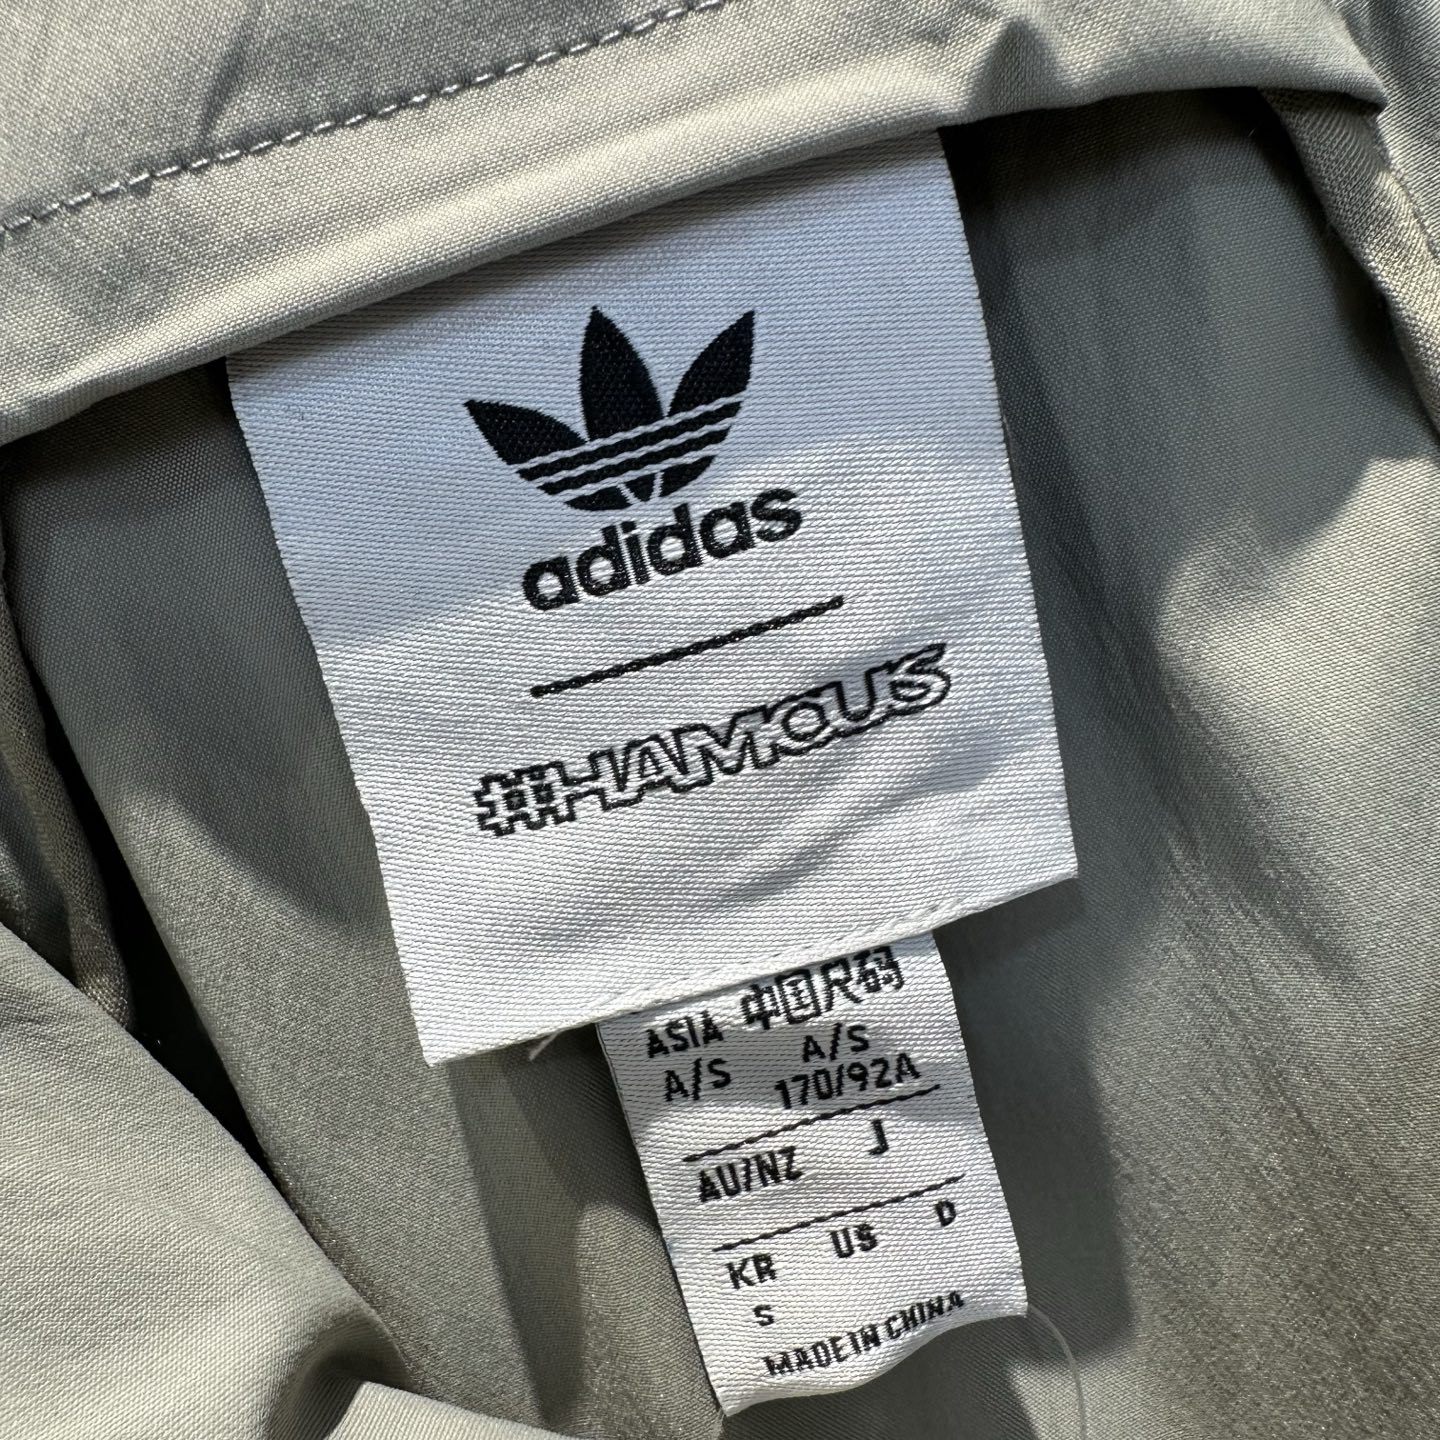 adidas
#HAMOUS
ASIA 中国尺码
A/S A/S
170/92A
AU/NZ J
KR US D
S
MADE IN CHINA